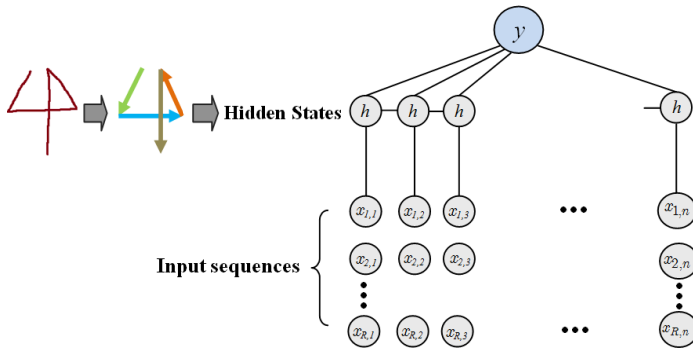 y
Hidden States h h h h
x1,1 x1,2 x1,3 ••• x1,n
Input sequences
x2,1 x2,2 x2,3 x2,n
xR,1 xR,2 xR,3 ••• xR,n